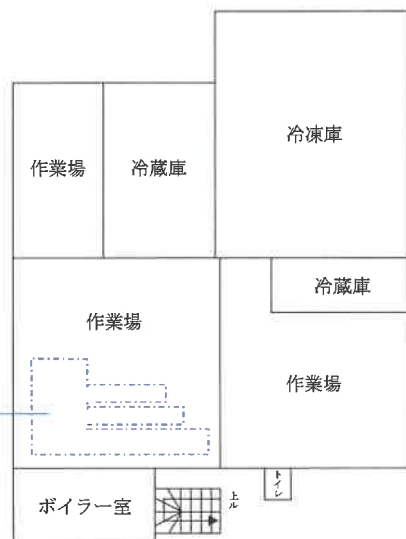 冷凍庫
作業場
冷蔵庫
冷蔵庫
作業場
作業場
ボイラー室
上ル
トイレ